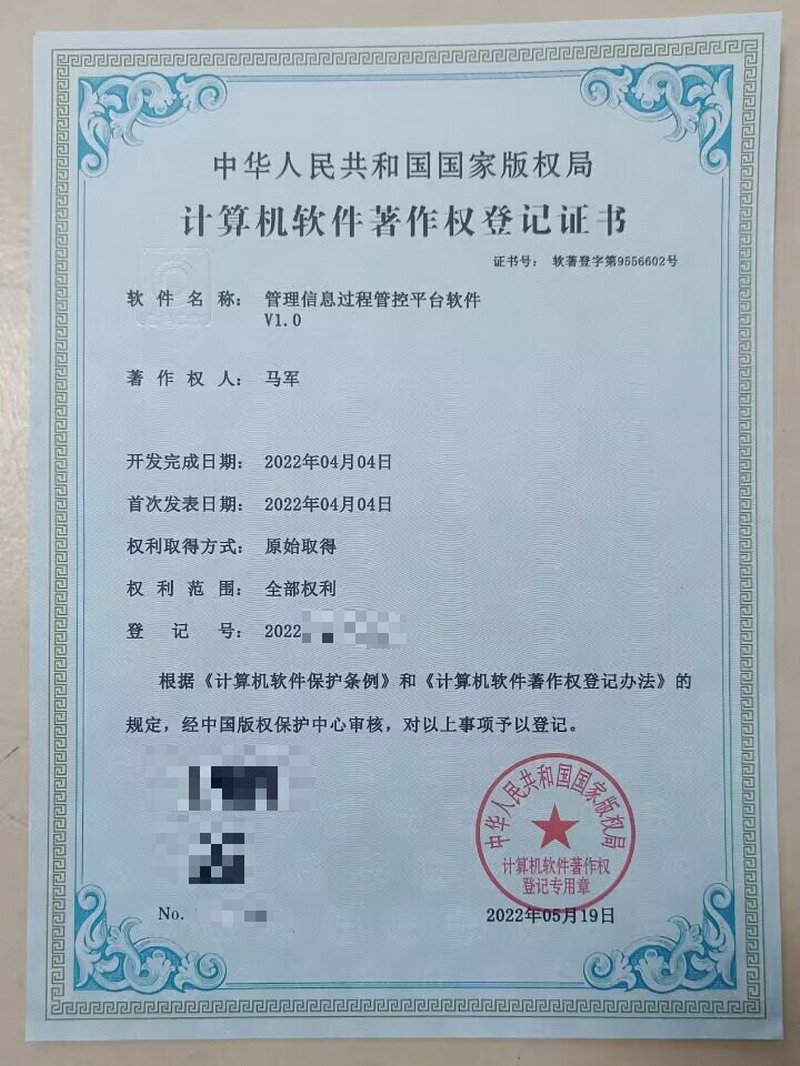 中华人民共和国国家版权局
计算机软件著作权登记证书
证书号： 软著登字第9556602号
软件名称： 管理信息过程管控平台软件
V1.0
著作权人： 马军
开发完成日期： 2022年04月04日
首次发表日期： 2022年04月04日
权利取得方式： 原始取得
权利范围： 全部权利
登记号： 2022
根据《计算机软件保护条例》和《计算机软件著作权登记办法》的
规定，经中国版权保护中心审核，对以上事项予以登记。
中华人民共和国国家版权局
计算机软件著作权
登记专用章
No.
2022年05月19日